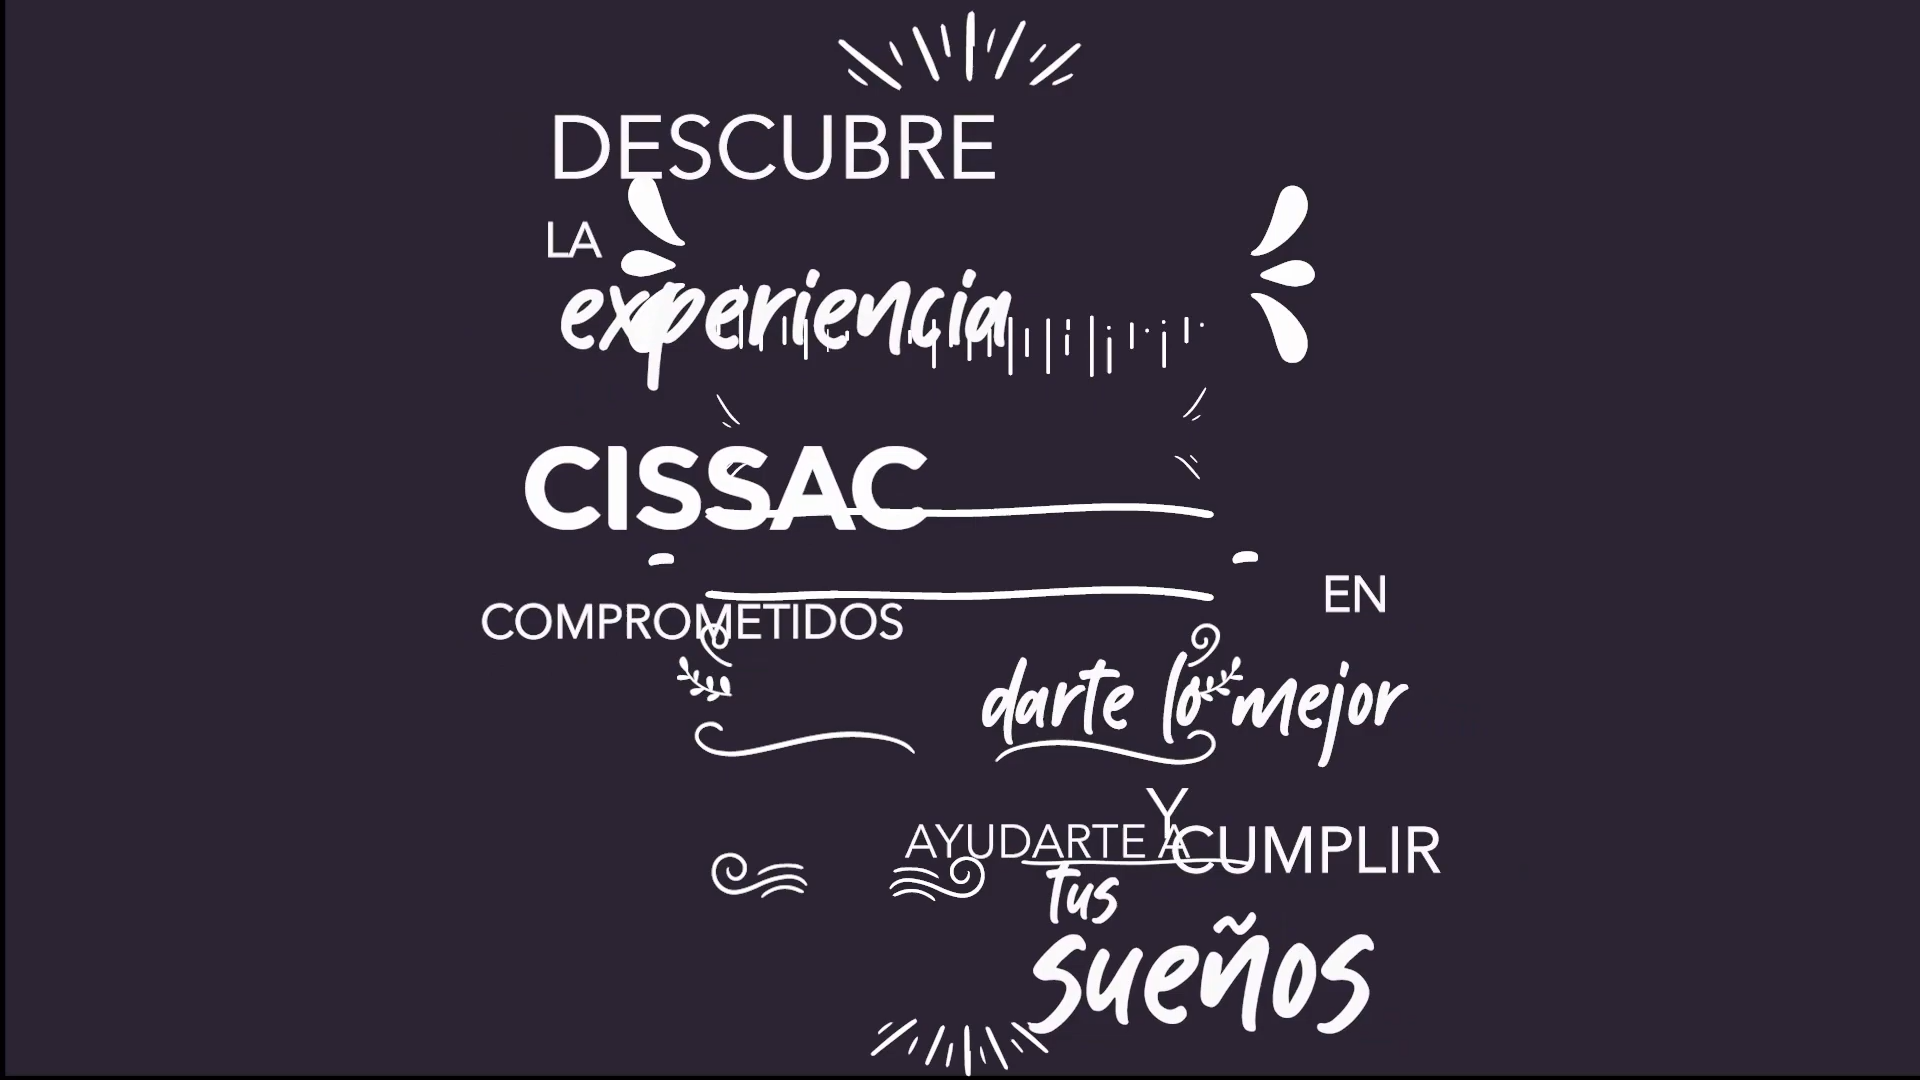 DESCUBRE
LA
experiencia
CISSAC
COMPROMETIDOS
EN
darte lo mejor
Y
AYUDARTE A
CUMPLIR
tus
sueños